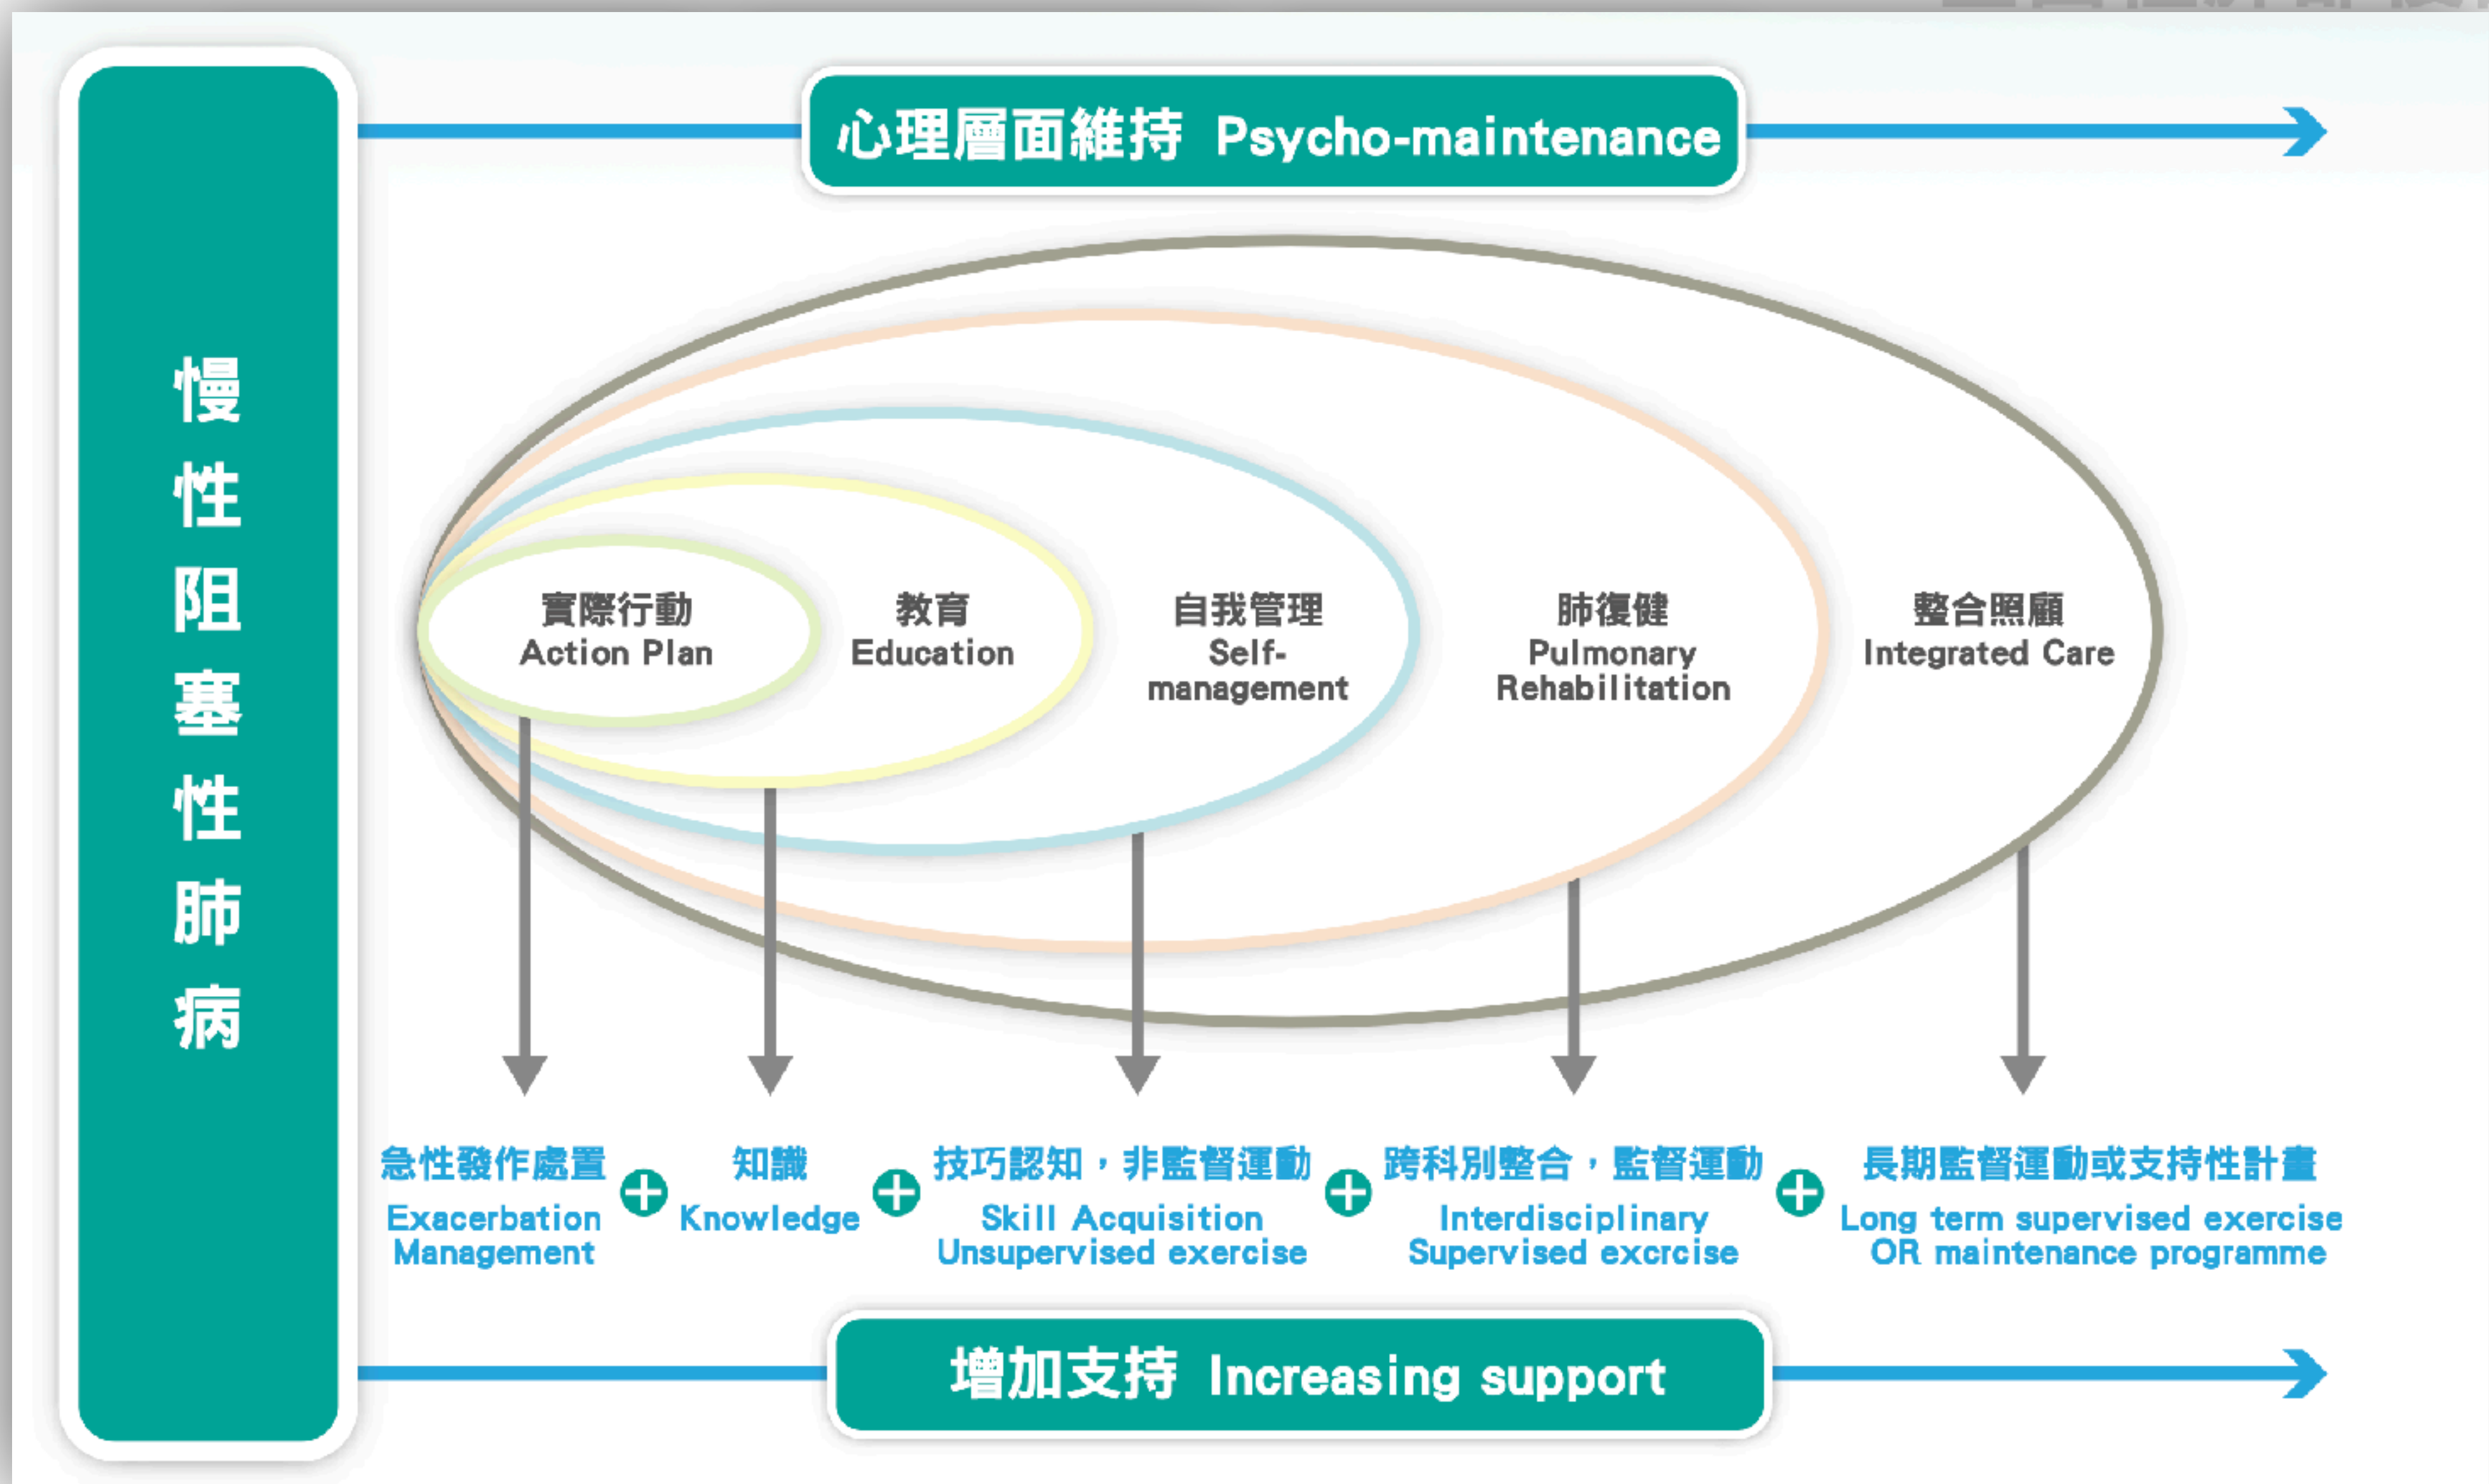 慢性阻塞性肺病
心理層面維持 Psycho-maintenance
實際行動
Action Plan
教育
Education
自我管理
Self-
management
肺復健
Pulmonary
Rehabilitation
整合照顧
Integrated Care
急性發作處置
Exacerbation
Management
知識
Knowledge
技巧認知，非監督運動
Skill Acquisition
Unsupervised exercise
跨科別整合，監督運動
Interdisciplinary
Supervised excrcise
長期監督運動或支持性計畫
Long term supervised exercise
OR maintenance programme
增加支持 Increasing support